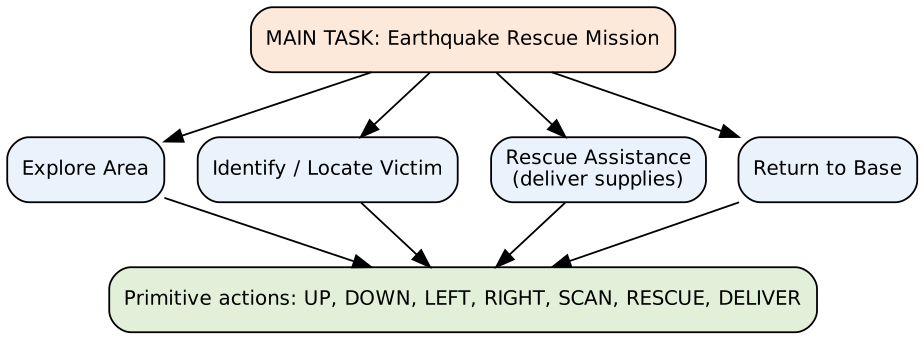 MAIN TASK: Earthquake Rescue Mission
Explore Area
Identify / Locate Victim
Rescue Assistance
(deliver supplies)
Return to Base
Primitive actions: UP, DOWN, LEFT, RIGHT, SCAN, RESCUE, DELIVER